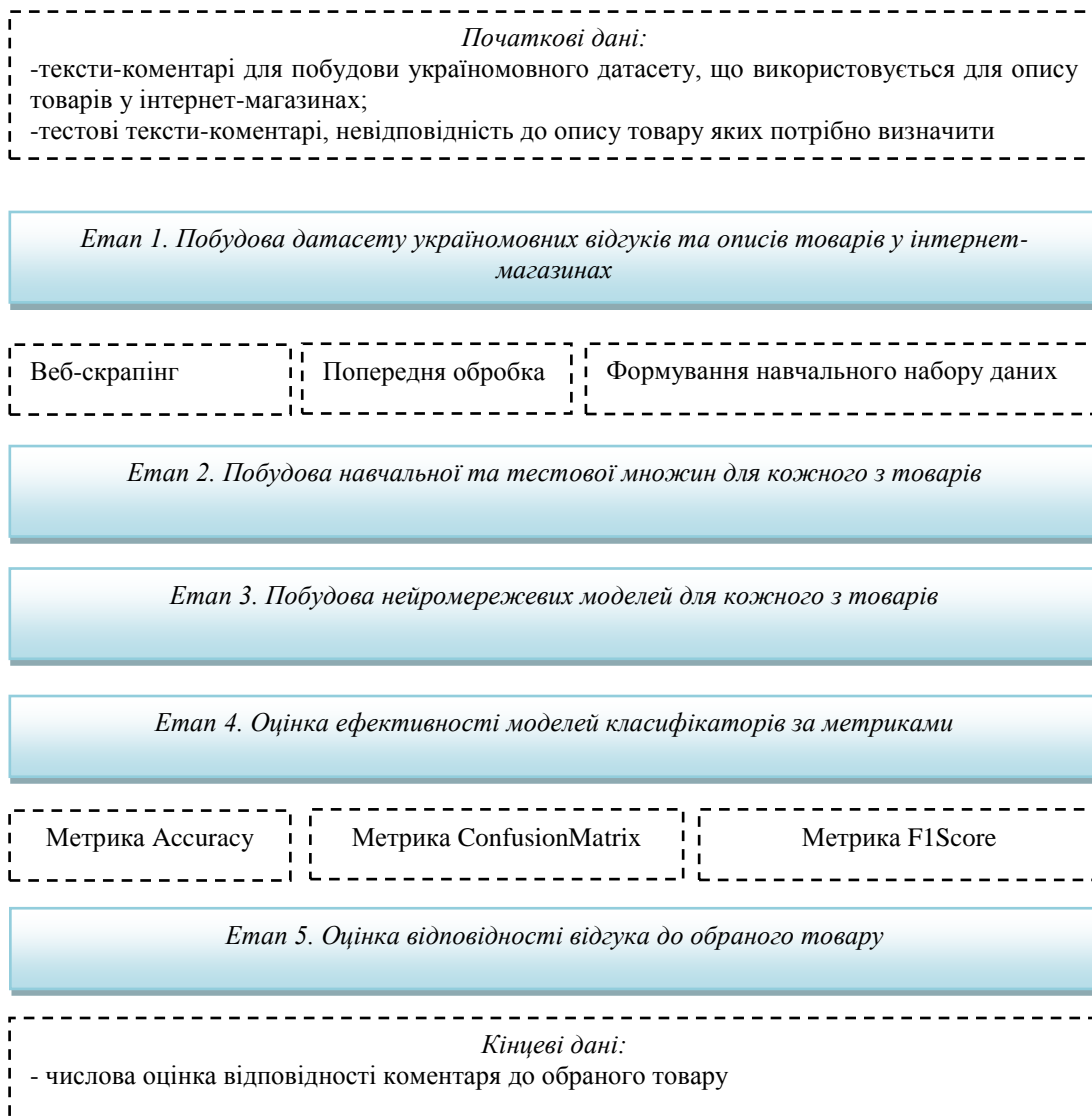 Початкові дані:
-тексти-коментарі для побудови україномовного датасету, що використовується для опису
товарів у інтернет-магазинах;
-тестові тексти-коментарі, невідповідність до опису товару яких потрібно визначити
Етап 1. Побудова датасету україномовних відгуків та описів товарів у інтернет-
магазинах
Веб-скрапінг
Попередня обробка
Формування навчального набору даних
Етап 2. Побудова навчальної та тестової множин для кожного з товарів
Етап 3. Побудова нейромережевих моделей для кожного з товарів
Етап 4. Оцінка ефективності моделей класифікаторів за метриками
Метрика Accuracy
Метрика ConfusionMatrix
Метрика F1Score
Етап 5. Оцінка відповідності відгука до обраного товару
Кінцеві дані:
- числова оцінка відповідності коментаря до обраного товару